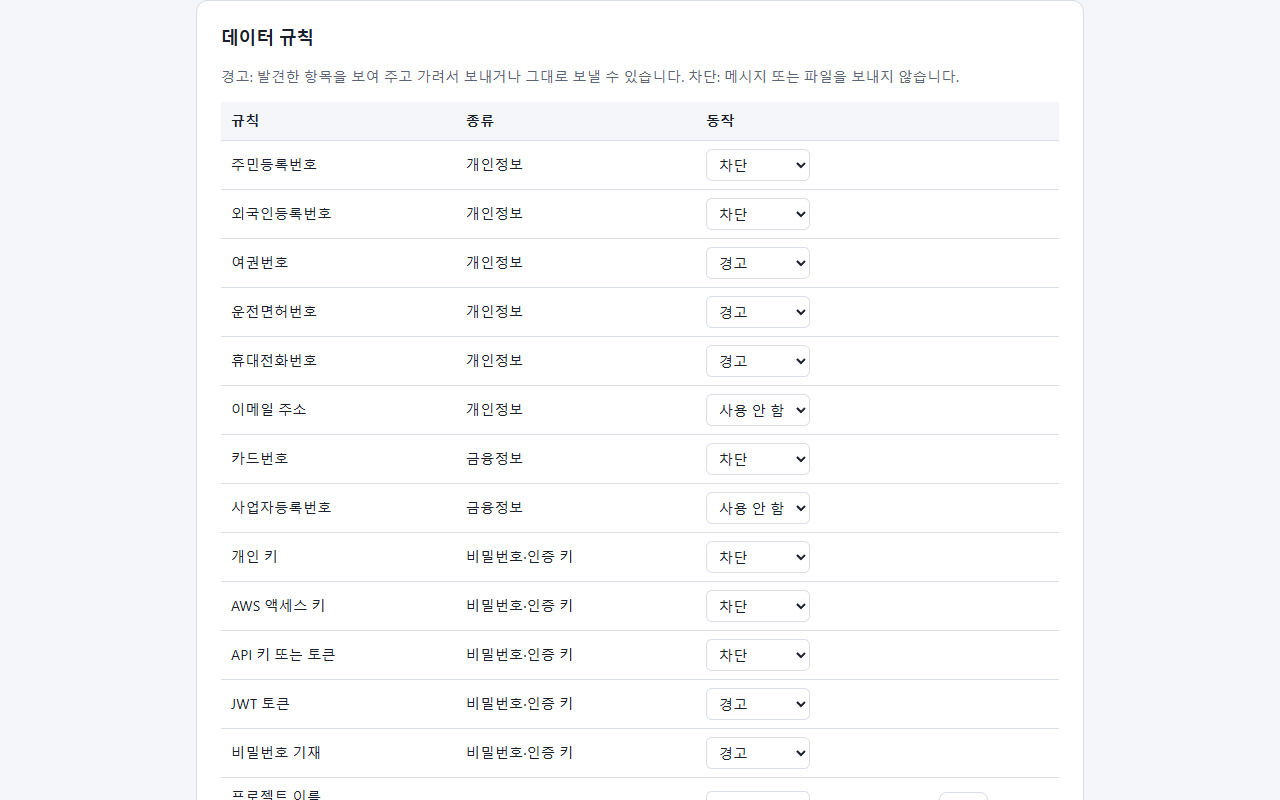 데이터 규칙
경고: 발견한 항목을 보여 주고 가려서 보내거나 그대로 보낼 수 있습니다. 차단: 메시지 또는 파일을 보내지 않습니다.
규칙 종류 동작
주민등록번호 개인정보 차단
외국인등록번호 개인정보 차단
여권번호 개인정보 경고
운전면허번호 개인정보 경고
휴대전화번호 개인정보 경고
이메일 주소 개인정보 사용 안 함
카드번호 금융정보 차단
사업자등록번호 금융정보 사용 안 함
개인 키 비밀번호·인증 키 차단
AWS 액세스 키 비밀번호·인증 키 차단
API 키 또는 토큰 비밀번호·인증 키 차단
JWT 토큰 비밀번호·인증 키 경고
비밀번호 기재 비밀번호·인증 키 경고
프로젝트 이름